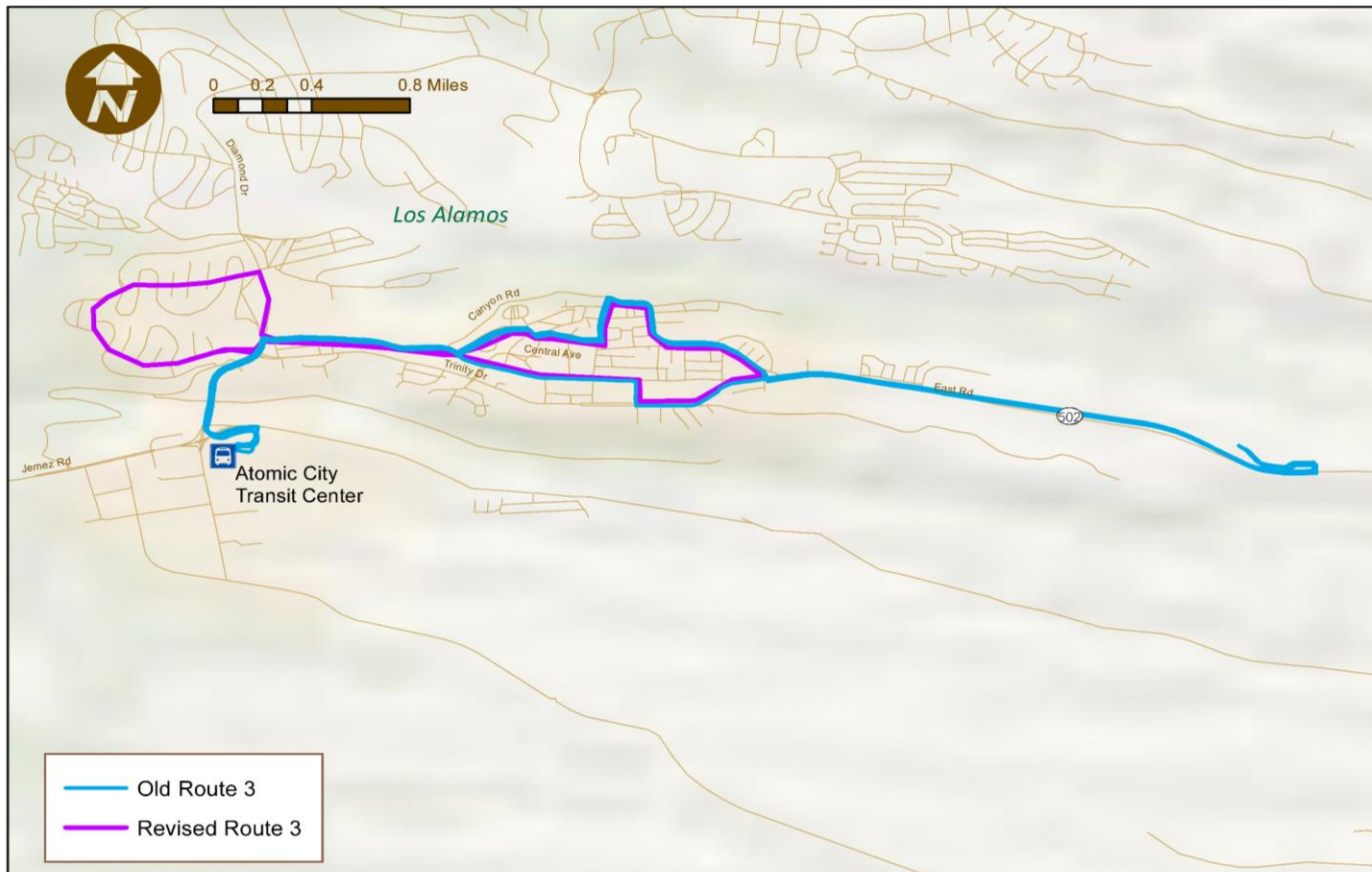 N
0 0.2 0.4 0.8 Miles
Diamond Dr
Los Alamos
Canyon Rd
Central Ave
Trinity Dr
East Rd
502
Jemez Rd
Atomic City
Transit Center
Old Route 3
Revised Route 3